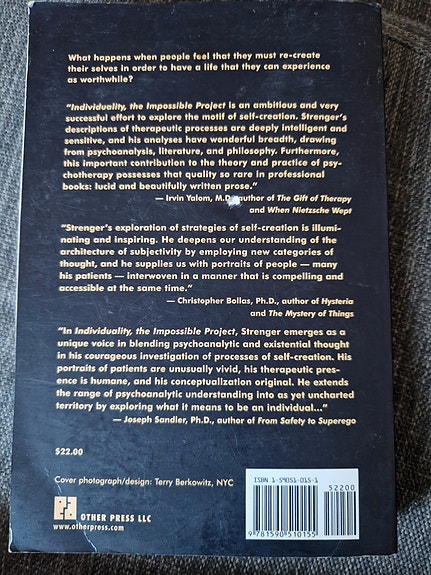 What happens when people feel that they must re-create
their selves in order to have a life that they can experience
as worthwhile?
“Individuality, the Impossible Project is an ambitious and very
successful effort to explore the motif of self-creation. Strenger’s
descriptions of therapeutic processes are deeply intelligent and
sensitive, and his analyses have wonderful breadth, drawing
from psychoanalysis, literature, and philosophy. Furthermore,
this important contribution to the theory and practice of psy-
chotherapy possesses that quality so rare in professional
books: lucid and beautifully written prose.”
— Irvin Yalom, M.D., author of The Gift of Therapy
and When Nietzsche Wept
“Strenger’s exploration of strategies of self-creation is illumi-
nating and inspiring. He deepens our understanding of the
architecture of subjectivity by employing new categories of
thought, and he supplies us with portraits of people — many
his patients — interwoven in a manner that is compelling and
accessible at the same time.”
— Christopher Bollas, Ph.D., author of Hysteria
and The Mystery of Things
“In Individuality, the Impossible Project, Strenger emerges as a
unique voice in blending psychoanalytic and existential thought
in his courageous investigation of processes of self-creation. His
portraits of patients are unusually vivid, his therapeutic pres-
ence is humane, and his conceptualization original. He extends
the range of psychoanalytic understanding into as yet uncharted
territory by exploring what it means to be an individual...”
— Joseph Sandler, Ph.D., author of From Safety to Superego
$22.00
Cover photograph/design: Terry Berkowitz, NYC
OTHER PRESS LLC
www.otherpress.com
ISBN 1-59051-015-1
52200
9 781590 510155